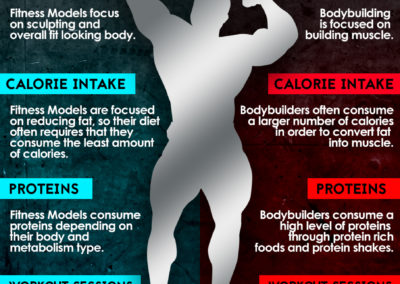 Fitness Models focus
on sculpting and
overall fit looking body.
Bodybuilding
is focused on
building muscle.
CALORIE INTAKE
CALORIE INTAKE
Fitness Models are focused
on reducing fat, so their diet
often requires that they
consume the least amount
of calories.
Bodybuilders often consume
a larger number of calories
in order to convert fat
into muscle.
PROTEINS
PROTEINS
Fitness Models consume
proteins depending on
their body and
metabolism type.
Bodybuilders consume a
high level of proteins
through protein rich
foods and protein shakes.
WORKOUT SESSIONS
WORKOUT SESSIONS